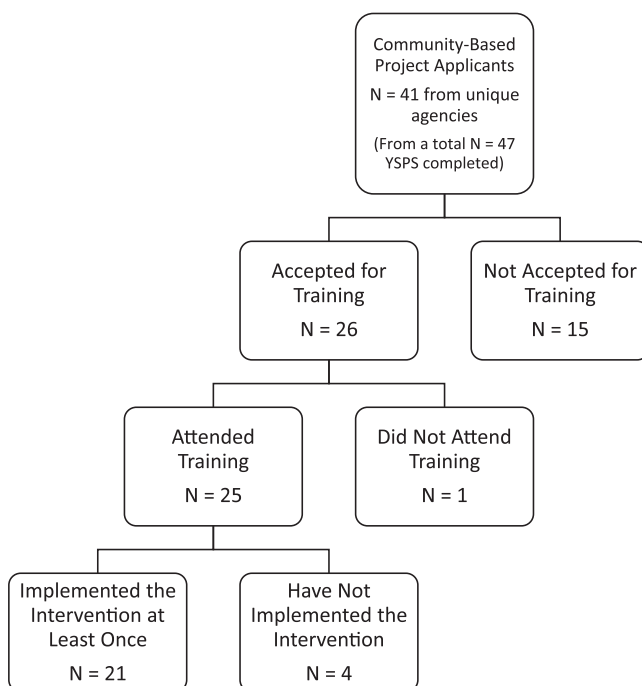 Community-Based
Project Applicants
N = 41 from unique
agencies
(From a total N = 47
YSPS completed)
Accepted for
Training
N = 26
Not Accepted for
Training
N = 15
Attended
Training
N = 25
Did Not Attend
Training
N = 1
Implemented the
Intervention at
Least Once
N = 21
Have Not
Implemented the
Intervention
N = 4